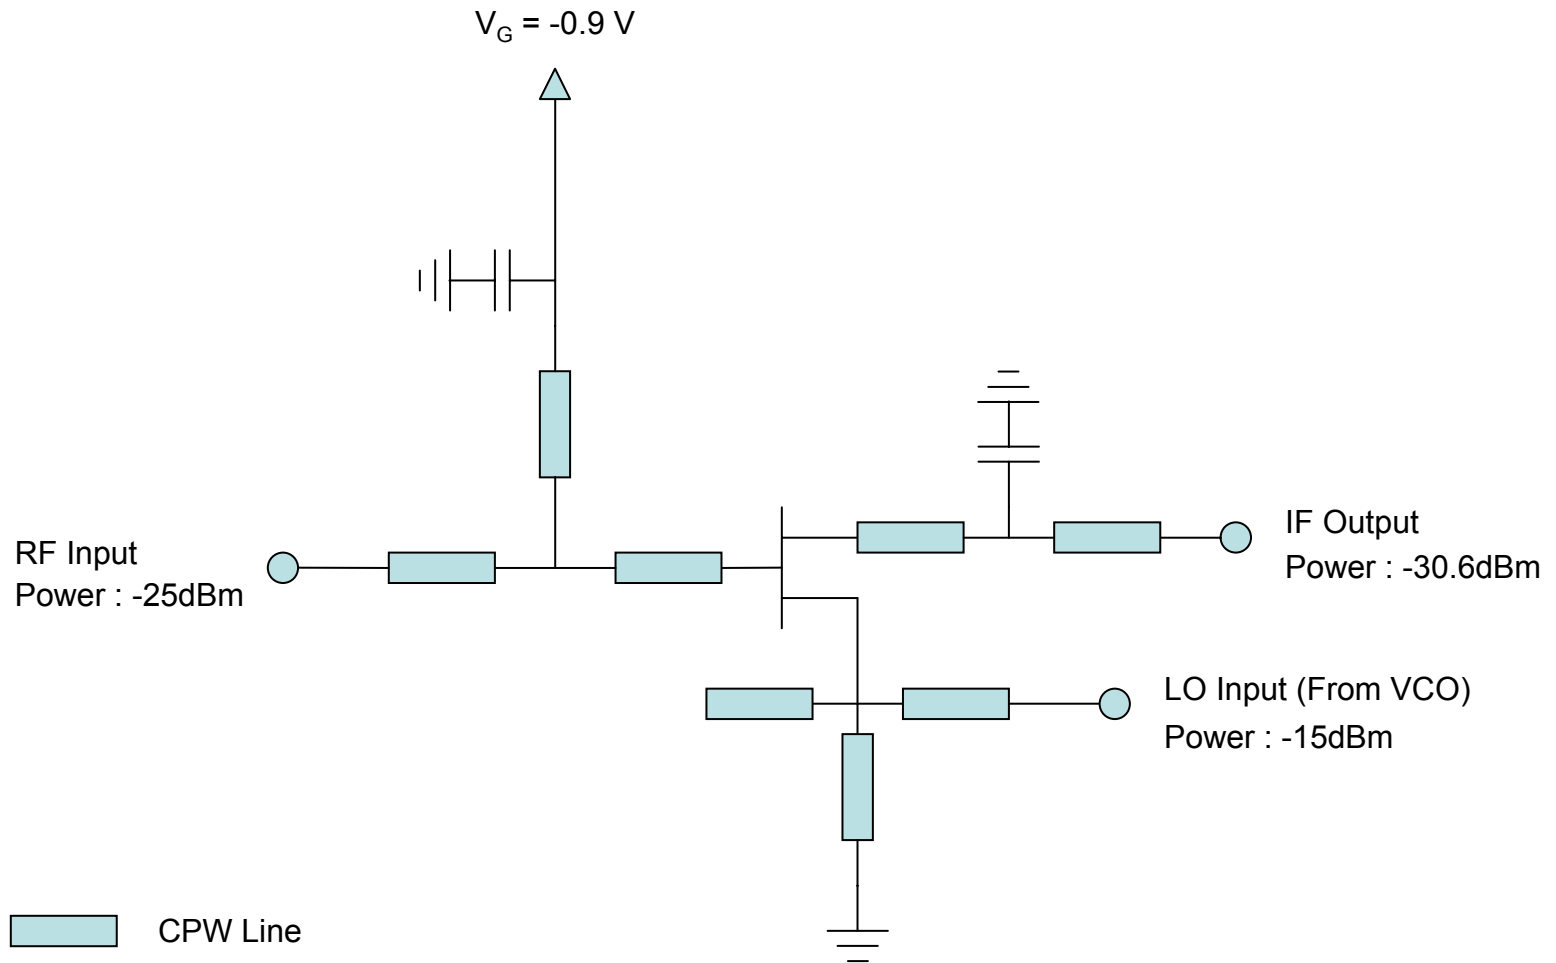 V_G = -0.9 V
RF Input
Power : -25dBm
IF Output
Power : -30.6dBm
LO Input (From VCO)
Power : -15dBm
CPW Line